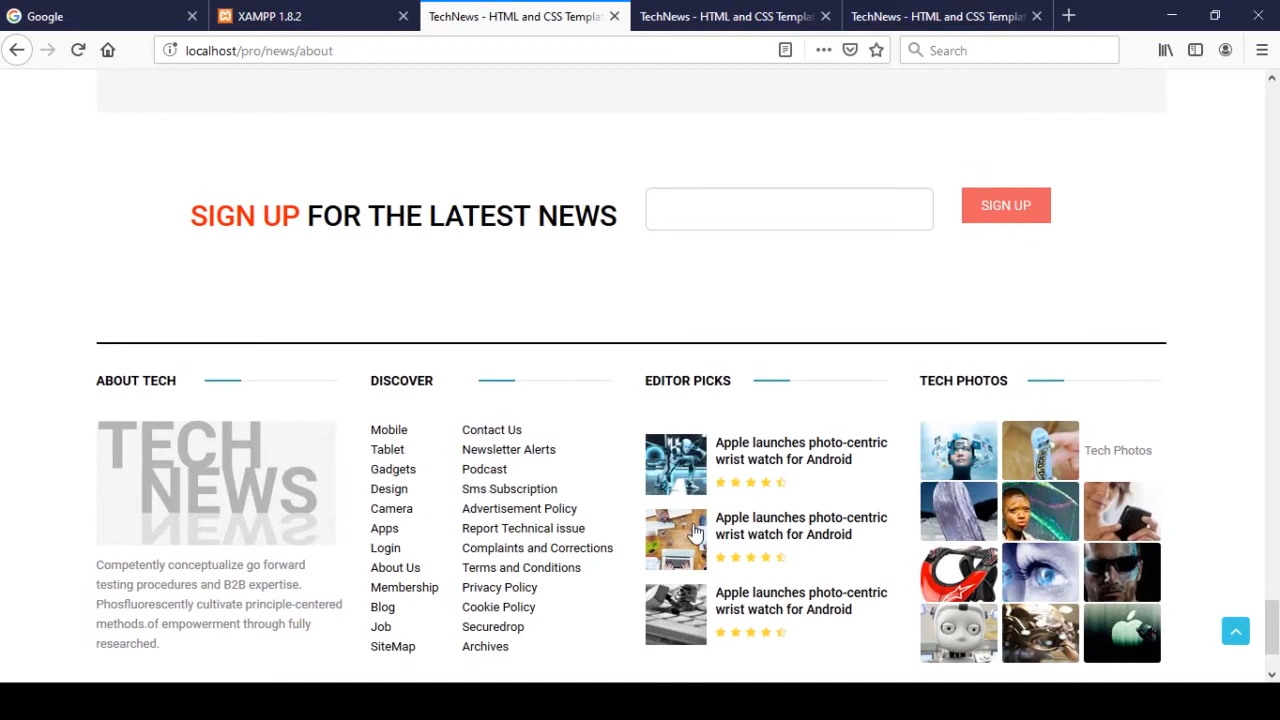 Google
XAMPP 1.8.2
TechNews - HTML and CSS Templat
TechNews - HTML and CSS Templa
TechNews - HTML and CSS Templat
localhost/pro/news/about
Search
SIGN UP FOR THE LATEST NEWS
SIGN UP
ABOUT TECH
TECH
NEWS
Competently conceptualize go forward
testing procedures and B2B expertise.
Phosfluorescently cultivate principle-centered
methods.of empowerment through fully
researched.
DISCOVER
Mobile
Tablet
Gadgets
Design
Camera
Apps
Login
About Us
Membership
Blog
Job
SiteMap
Contact Us
Newsletter Alerts
Podcast
Sms Subscription
Advertisement Policy
Report Technical issue
Complaints and Corrections
Terms and Conditions
Privacy Policy
Cookie Policy
Securedrop
Archives
EDITOR PICKS
Apple launches photo-centric
wrist watch for Android
Apple launches photo-centric
wrist watch for Android
Apple launches photo-centric
wrist watch for Android
TECH PHOTOS
Tech Photos